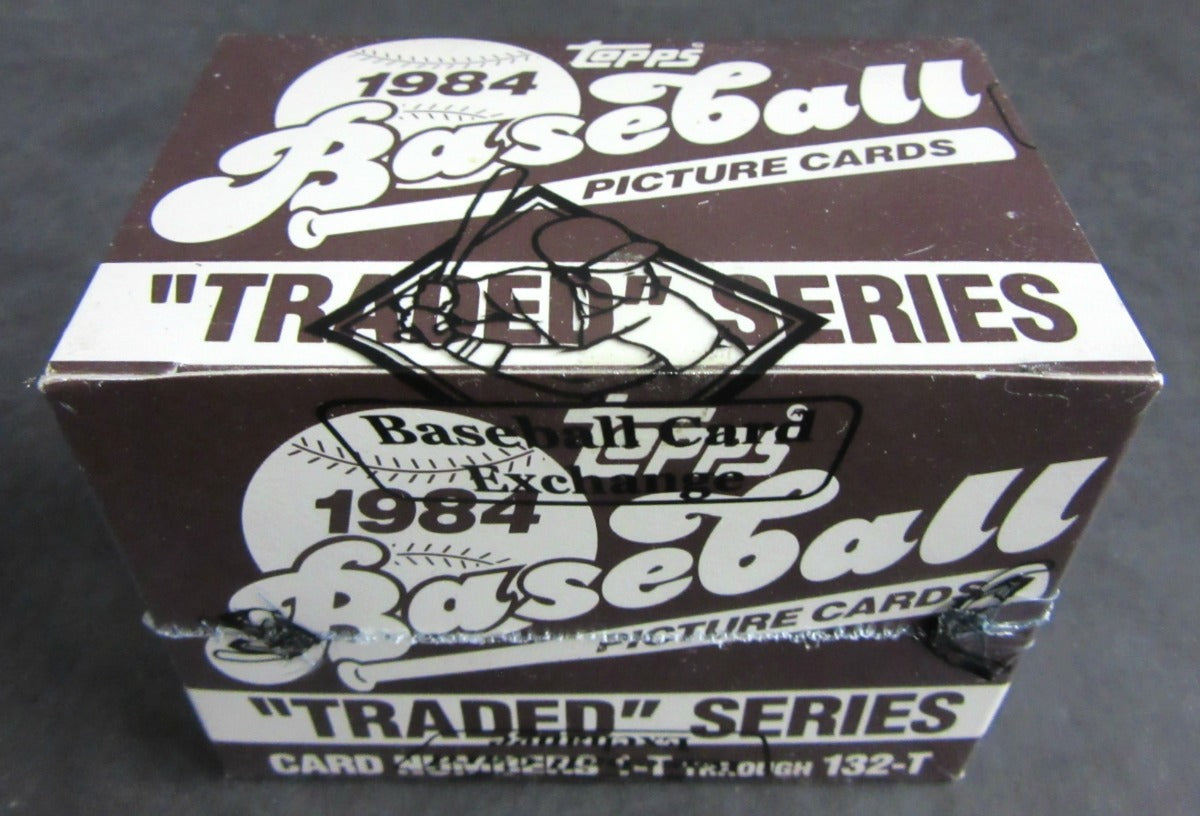 topps
1984
Baseball
PICTURE CARDS
"TRADED" SERIES
Baseball Card
Exchange
topps
1984
Baseball
PICTURE CARDS
"TRADED" SERIES
CARD NUMBERS 1-T THROUGH 132-T